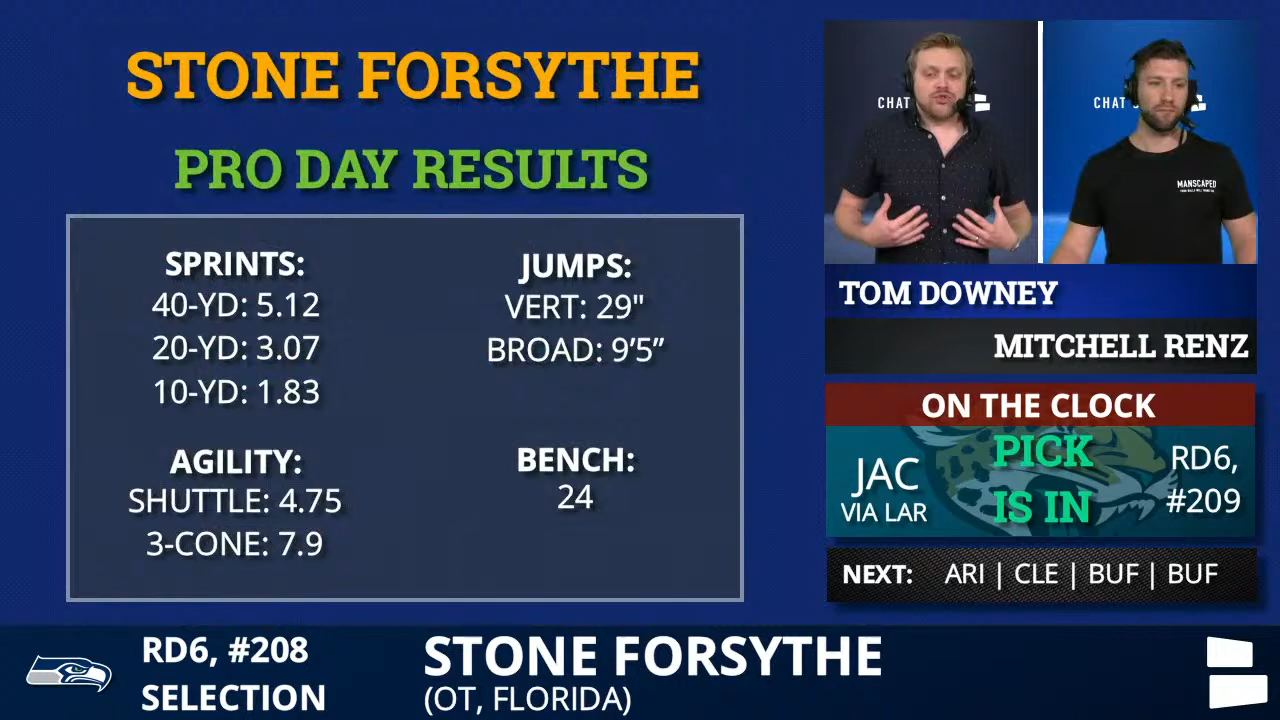 STONE FORSYTHE
PRO DAY RESULTS
SPRINTS:
40-YD: 5.12
20-YD: 3.07
10-YD: 1.83
JUMPS:
VERT: 29"
BROAD: 9’5”
AGILITY:
SHUTTLE: 4.75
3-CONE: 7.9
BENCH:
24
CHAT
CHAT
MANSCAPED
TOM DOWNEY
MITCHELL RENZ
ON THE CLOCK
JAC
VIA LAR
PICK
IS IN
RD6,
#209
NEXT: ARI | CLE | BUF | BUF
RD6, #208
SELECTION
STONE FORSYTHE
(OT, FLORIDA)